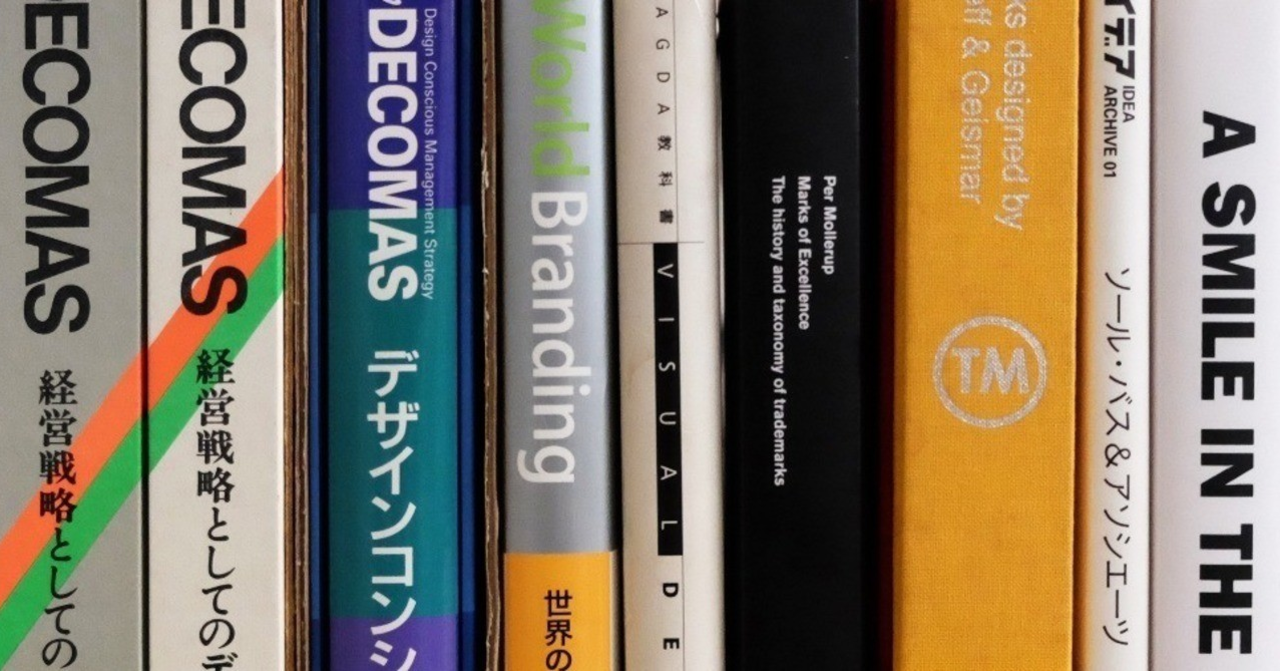 DECOMAS
経営戦略としての
DECOMAS
経営戦略としてのデ
Design Conscious Management Strategy
DECOMAS
デザインコンシ
World Branding
世界の
JAGDA教科書
VISUAL DE
Per Mollerup
Marks of Excellence
The history and taxonomy of trademarks
ks designed by
eff & Geismar
TM
イデア
IDEA
ARCHIVE 01
ソール・バス&アソシエーツ
A SMILE IN THE